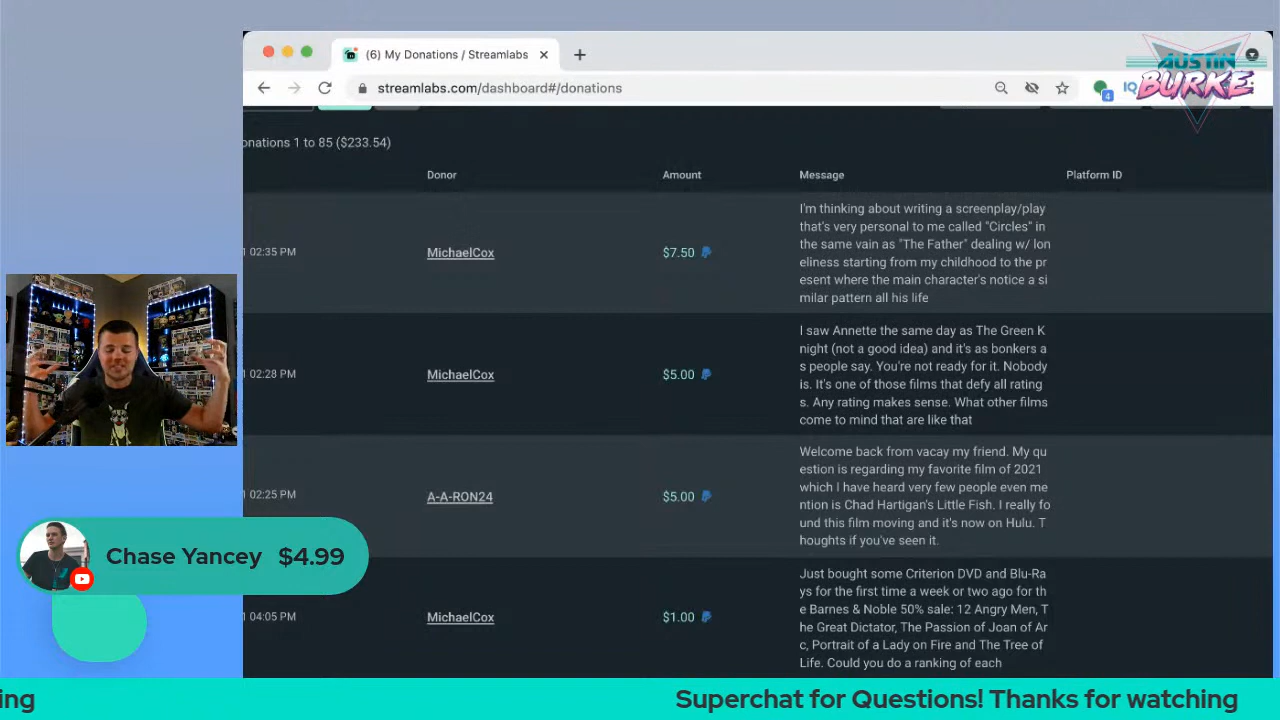 (6) My Donations / Streamlabs
AUSTIN
BURKE
streamlabs.com/dashboard#/donations
4
IQ
onations 1 to 85 ($233.54)
Donor
Amount
Message
Platform ID
02:35 PM
MichaelCox
$7.50
I'm thinking about writing a screenplay/play
that's very personal to me called "Circles" in
the same vain as "The Father" dealing w/ lon
eliness starting from my childhood to the pr
esent where the main character's notice a si
milar pattern all his life
02:28 PM
MichaelCox
$5.00
I saw Annette the same day as The Green K
night (not a good idea) and it's as bonkers a
s people say. You're not ready for it. Nobody
is. It's one of those films that defy all rating
s. Any rating makes sense. What other films
come to mind that are like that
02:25 PM
A-A-RON24
$5.00
Welcome back from vacay my friend. My qu
estion is regarding my favorite film of 2021
which I have heard very few people even me
ntion is Chad Hartigan's Little Fish. I really fo
und this film moving and it's now on Hulu. T
houghts if you've seen it.
Chase Yancey $4.99
04:05 PM
MichaelCox
$1.00
Just bought some Criterion DVD and Blu-Ra
ys for the first time a week or two ago for th
e Barnes & Noble 50% sale: 12 Angry Men, T
he Great Dictator, The Passion of Joan of Ar
c, Portrait of a Lady on Fire and The Tree of
Life. Could you do a ranking of each
ing
Superchat for Questions! Thanks for watching